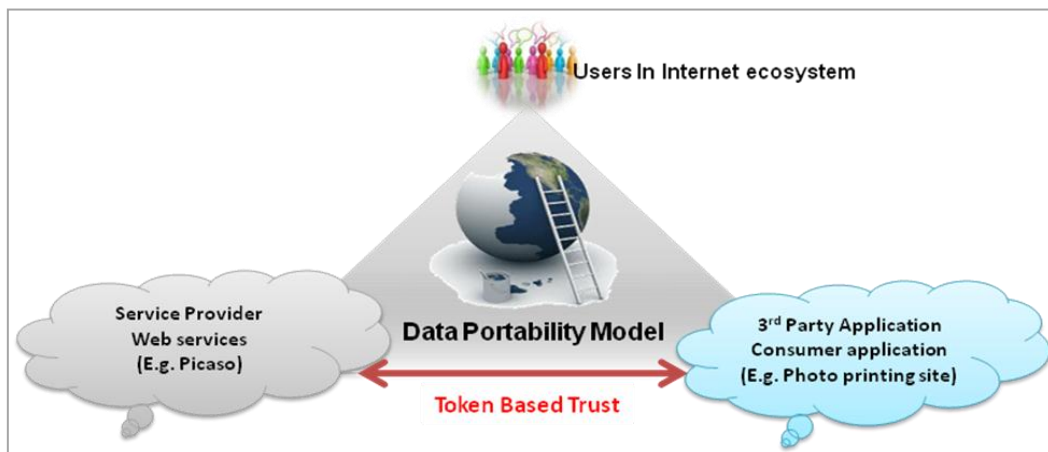 Users In Internet ecosystem
Service Provider
Web services
(E.g. Picaso)
Data Portability Model
3rd Party Application
Consumer application
(E.g. Photo printing site)
Token Based Trust